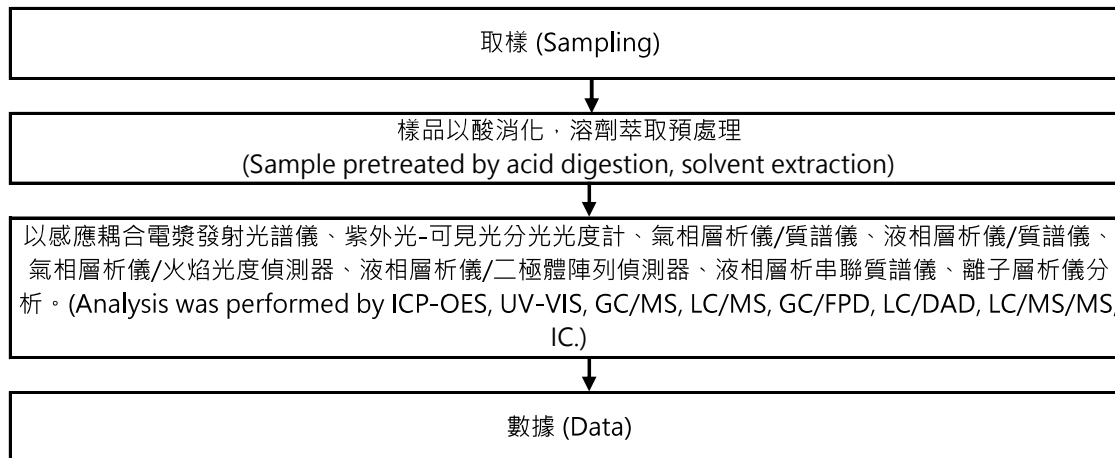 取樣 (Sampling)
樣品以酸消化，溶劑萃取預處理
(Sample pretreated by acid digestion, solvent extraction)
以感應耦合電漿發射光譜儀、紫外光-可見光分光光度計、氣相層析儀/質譜儀、液相層析儀/質譜儀、
氣相層析儀/火焰光度偵測器、液相層析儀/二極體陣列偵測器、液相層析串聯質譜儀、離子層析儀分
析。(Analysis was performed by ICP-OES, UV-VIS, GC/MS, LC/MS, GC/FPD, LC/DAD, LC/MS/MS,
IC.)
數據 (Data)